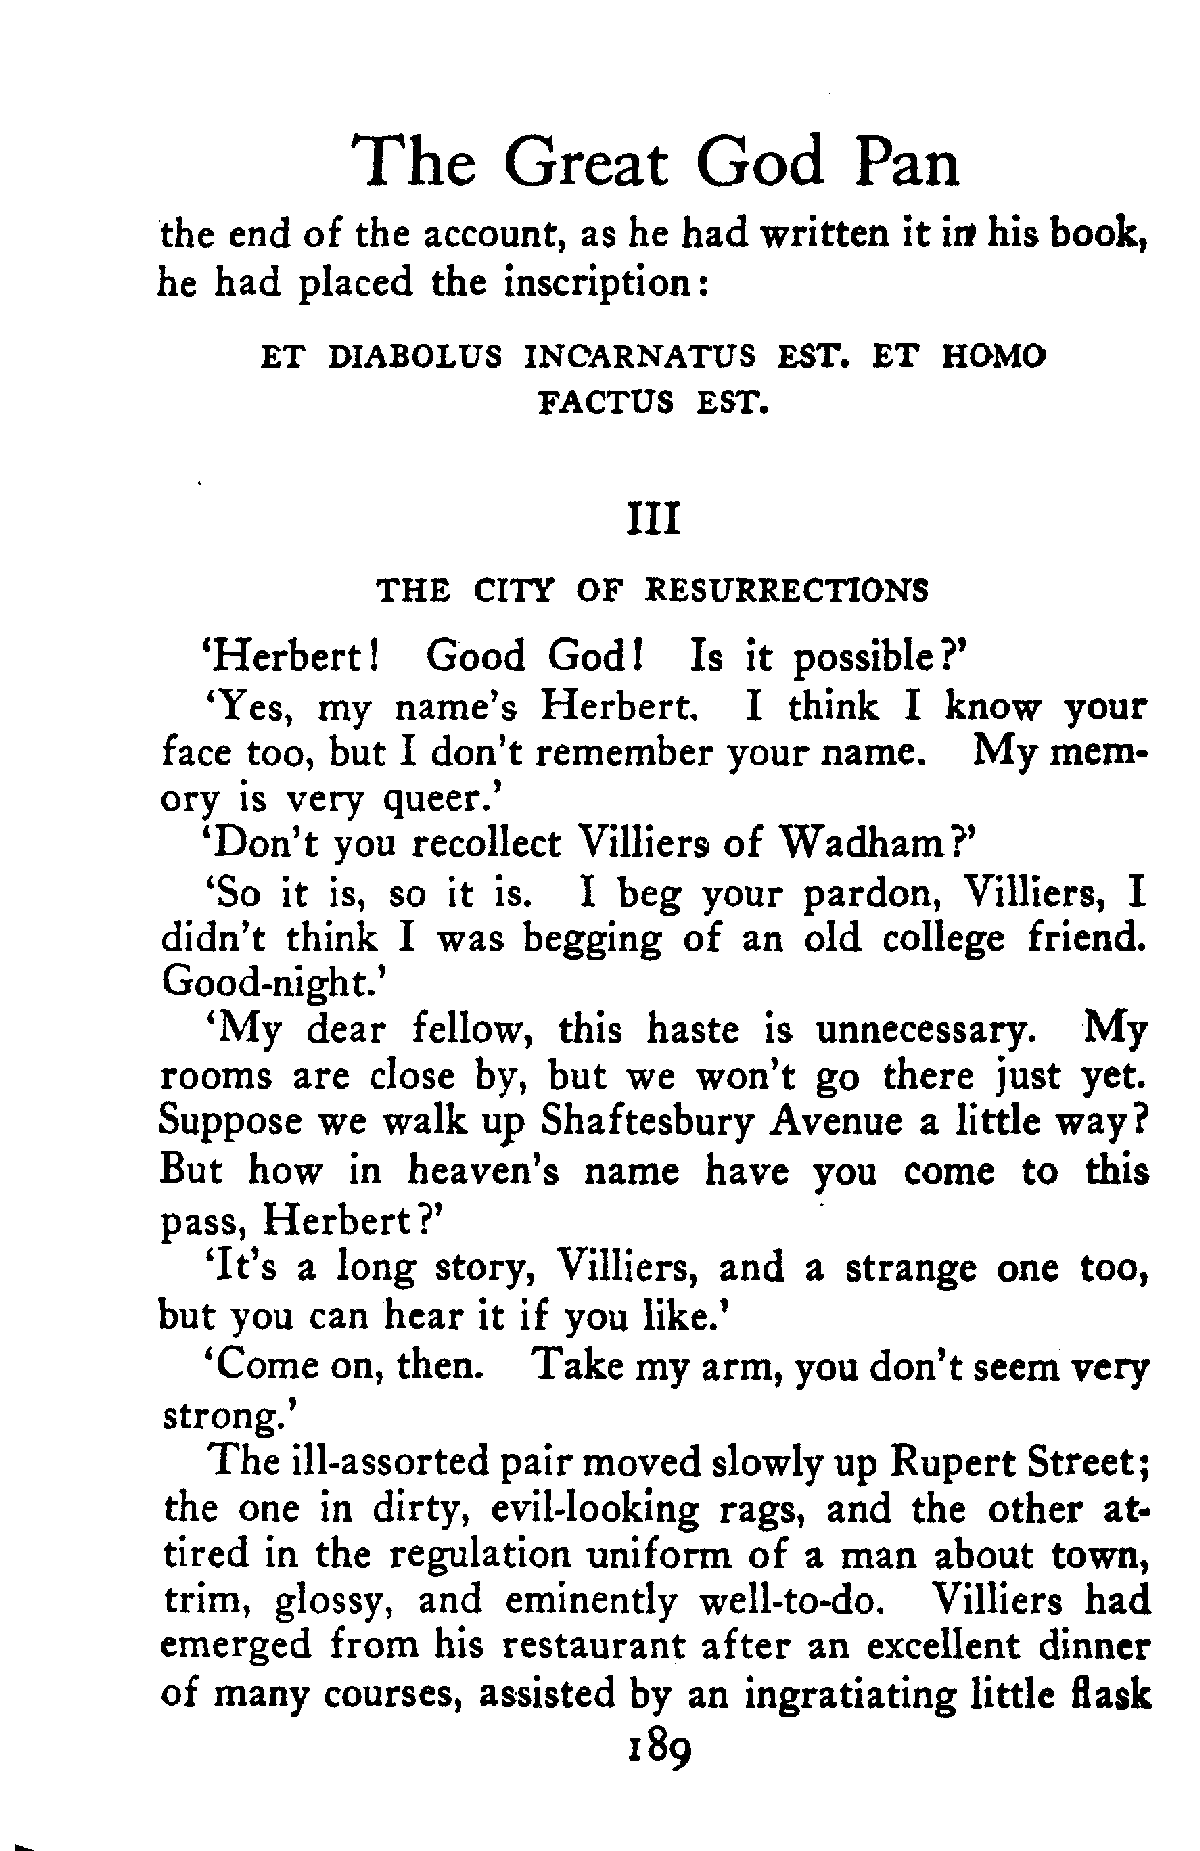 The Great God Pan
the end of the account, as he had written it in his book,
he had placed the inscription:
ET DIABOLUS INCARNATUS EST. ET HOMO
FACTUS EST.
III
THE CITY OF RESURRECTIONS
‘Herbert! Good God! Is it possible?’
‘Yes, my name’s Herbert. I think I know your
face too, but I don’t remember your name. My mem-
ory is very queer.’
‘Don’t you recollect Villiers of Wadham?’
‘So it is, so it is. I beg your pardon, Villiers, I
didn’t think I was begging of an old college friend.
Good-night.’
‘My dear fellow, this haste is unnecessary. My
rooms are close by, but we won’t go there just yet.
Suppose we walk up Shaftesbury Avenue a little way?
But how in heaven’s name have you come to this
pass, Herbert?’
‘It’s a long story, Villiers, and a strange one too,
but you can hear it if you like.’
‘Come on, then. Take my arm, you don’t seem very
strong.’
The ill-assorted pair moved slowly up Rupert Street;
the one in dirty, evil-looking rags, and the other at-
tired in the regulation uniform of a man about town,
trim, glossy, and eminently well-to-do. Villiers had
emerged from his restaurant after an excellent dinner
of many courses, assisted by an ingratiating little flask
189